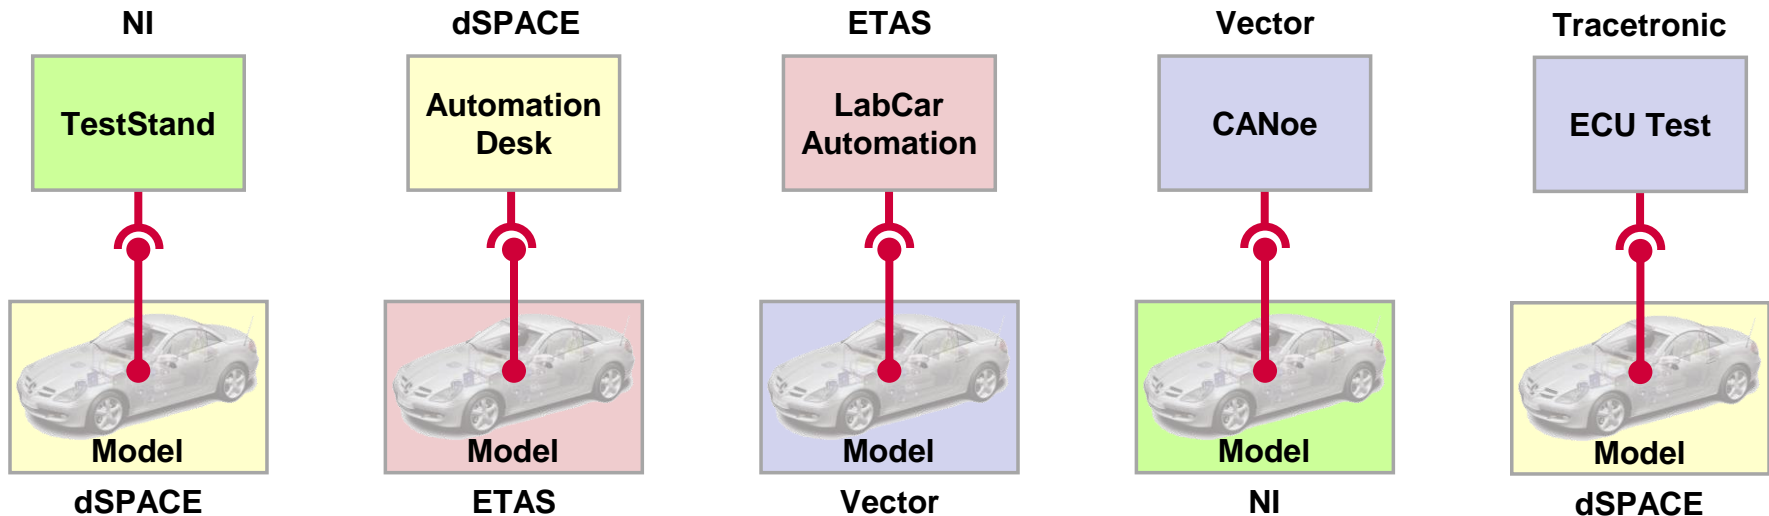 NI
dSPACE
ETAS
Vector
Tracetronic
TestStand
Automation
Desk
LabCar
Automation
CANoe
ECU Test
Model
Model
Model
Model
Model
dSPACE
ETAS
Vector
NI
dSPACE